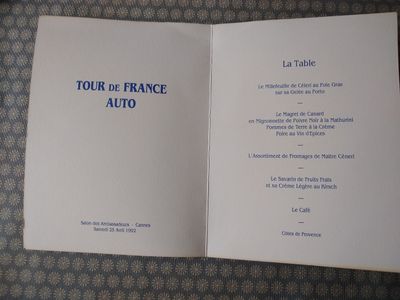 TOUR DE FRANCE
AUTO
Salon des Ambassadeurs - Cannes
Samedi 25 Avril 1992
La Table
Le Millefeuille de Céleri au Foie Gras
sur sa Gelée au Porto
—
Le Magret de Canard
en Mignonnette de Poivre Noir à la Mathurini
Pommes de Terre à la Crème
Poire au Vin d'Epices
—
L'Assortiment de Fromages de Maître Céneri
—
Le Savarin de Fruits Frais
et sa Crème Légère au Kirsch
—
Le Café
—
Côtes de Provence